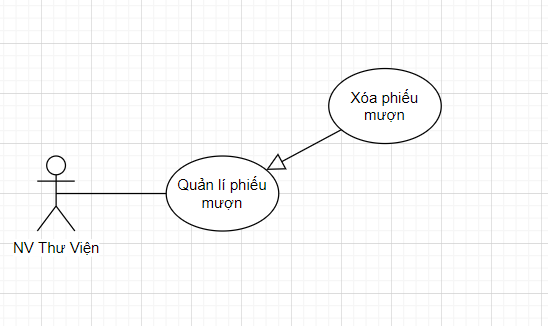 Xóa phiếu
mượn
Quản lí phiếu
mượn
NV Thư Viện